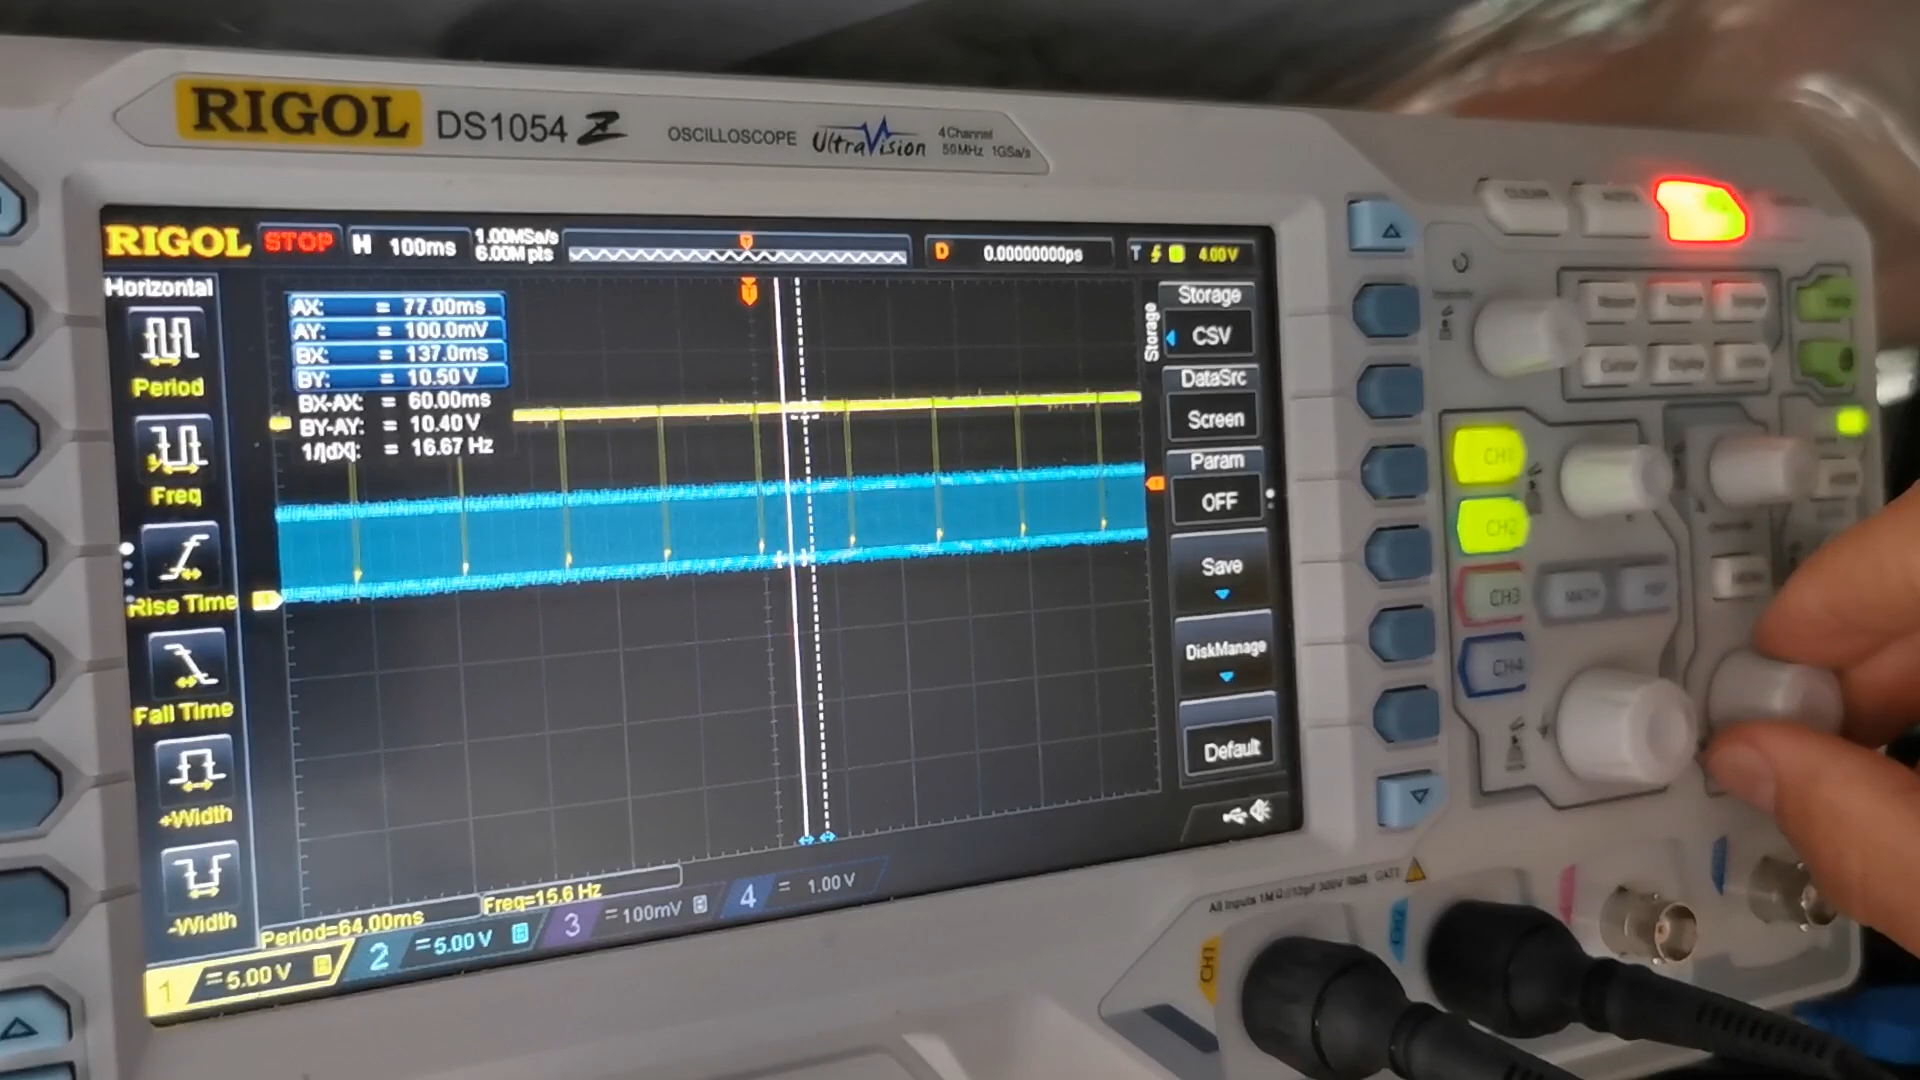 RIGOL DS1054 Z OSCILLOSCOPE UltraVision 4 Channel
50MHz 1GSa/s
RIGOL STOP H 100ms 1.00MSa/s
6.00M pts D 0.00000000ps T 4.00V
Horizontal
Period
Freq
Rise Time
Fall Time
+Width
-Width
AX: = 77.00ms
AY: = 100.0mV
BX: = 137.0ms
BY: = 10.50 V
BX-AX: = 60.00ms
BY-AY: = 10.40 V
1/|dX|: = 16.67 Hz
Storage
Storage
CSV
DataSrc
Screen
Param
OFF
Save
DiskManage
Default
Period=64.00ms Freq=15.6 Hz
1 = 5.00 V B 2 = 5.00 V B 3 = 100mV B 4 = 1.00 V
CH1
CH2
CH3
CH4
MATH
CH1
CH2